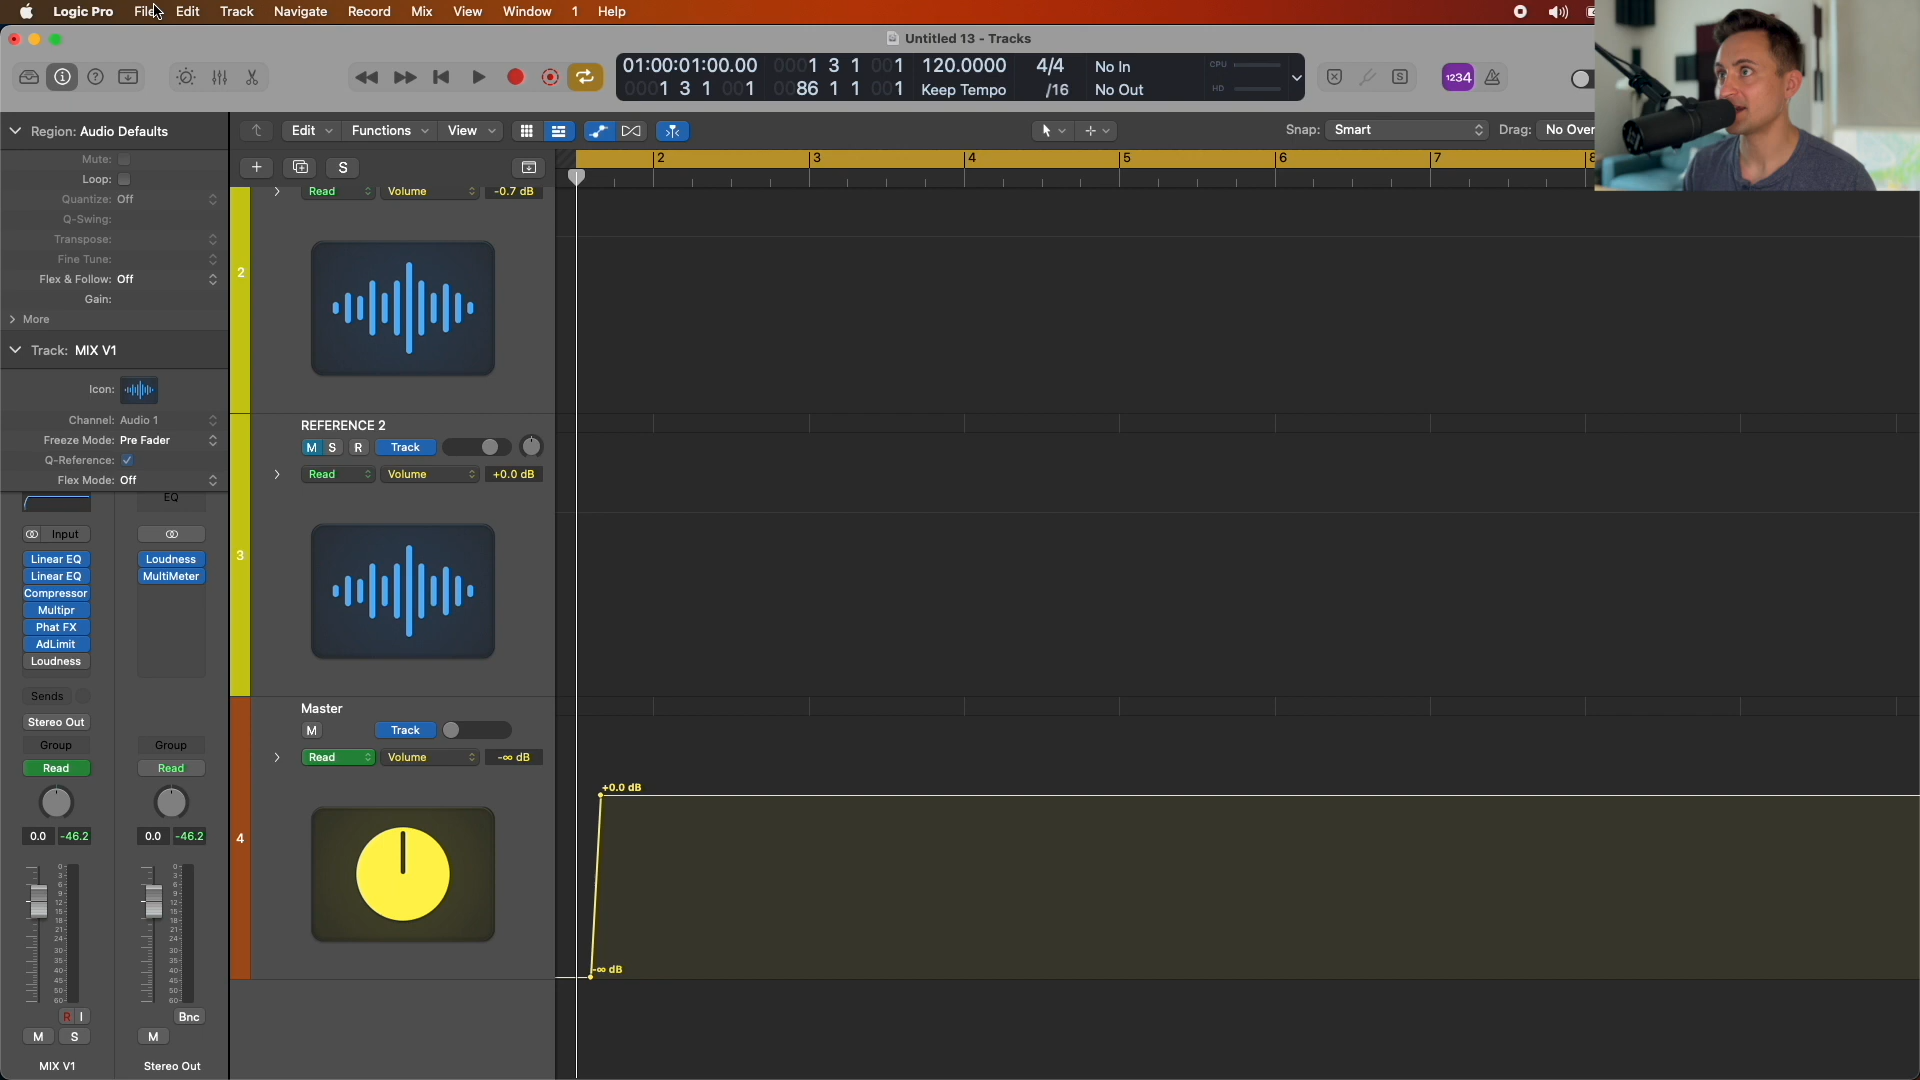 Logic Pro File Edit Track Navigate Record Mix View Window 1 Help
Untitled 13 - Tracks
01:00:01:00.00 0001 3 1 001 120.0000 4/4 No In CPU
0001 3 1 001 0086 1 1 001 Keep Tempo /16 No Out HD
1234
Region: Audio Defaults
Edit Functions View Snap: Smart Drag: No Over
Mute:
Loop:
Quantize: Off
Q-Swing:
Transpose:
Fine Tune:
Flex & Follow: Off
Gain:
More
Track: MIX V1
Icon:
Channel: Audio 1
Freeze Mode: Pre Fader
Q-Reference:
Flex Mode: Off
EQ
Input
Linear EQ Loudness
Linear EQ MultiMeter
Compressor
Multipr
Phat FX
AdLimit
Loudness
Sends
Stereo Out
Group Group
Read Read
0.0 -46.2 0.0 -46.2
R I Bnc
M S M
MIX V1 Stereo Out
S
2 3 4 5 6 7 8
Read Volume -0.7 dB
2
REFERENCE 2
M S R Track
Read Volume +0.0 dB
3
Master
M Track
Read Volume -∞ dB
4
+0.0 dB
-∞ dB